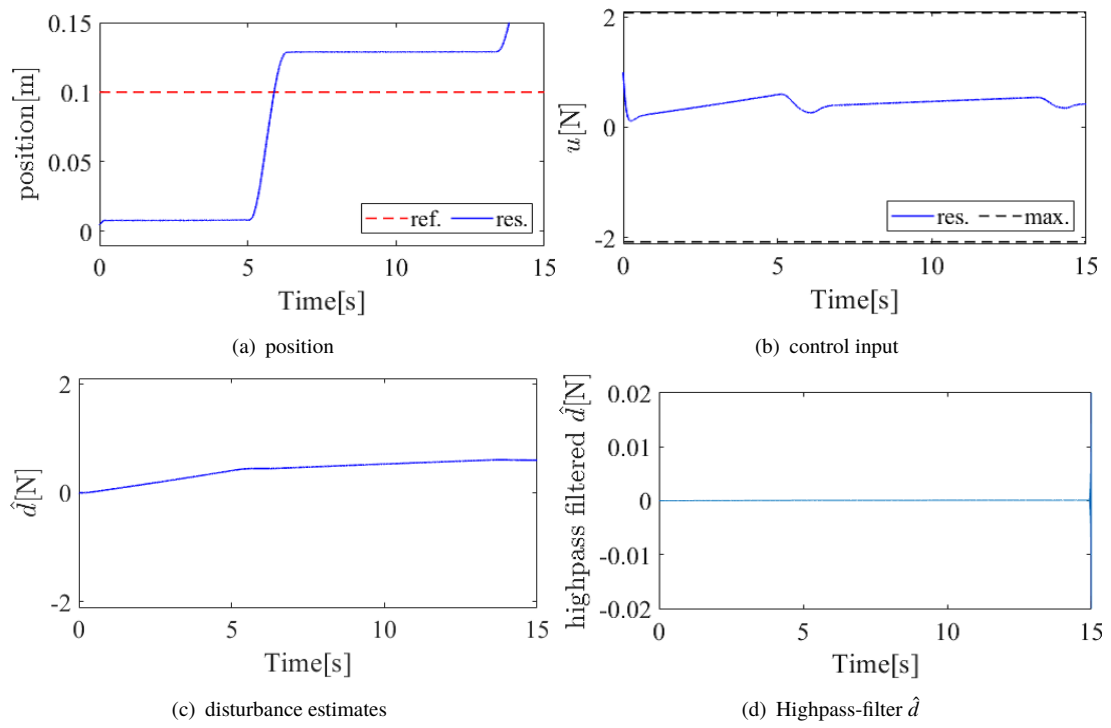 0.15
0.1
0.05
0
position[m]
ref.
res.
0
5
10
15
Time[s]
(a) position
2
0
-2
u[N]
res.
max.
0
5
10
15
Time[s]
(b) control input
2
0
-2
d̂[N]
0
5
10
15
Time[s]
(c) disturbance estimates
0.02
0.01
0
-0.01
-0.02
highpass filtered d̂[N]
0
5
10
15
Time[s]
(d) Highpass-filter d̂